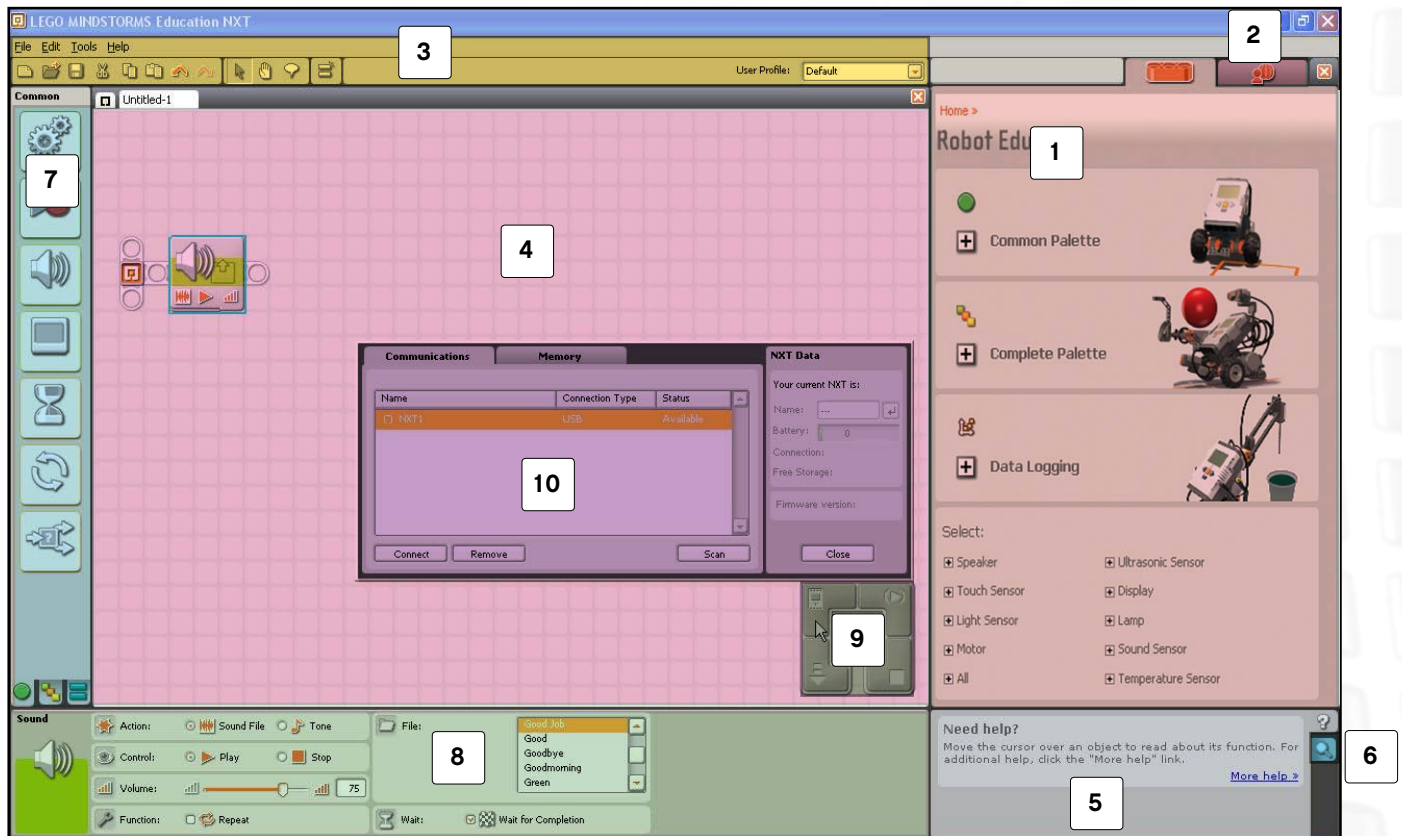 LEGO MINDSTORMS Education NXT
2
File Edit Tools Help
3
User Profile: Default
Common
Untitled-1
Home »
Robot Edu
1
7
Common Palette
4
Complete Palette
Communications Memory NXT Data
Your current NXT is:
Name Connection Type Status
Name: ---
NXT1 USB Available
Battery: 0
Connection:
Free Storage:
10
Data Logging
Firmware version:
Connect Remove Scan Close
Select:
Speaker Ultrasonic Sensor
Touch Sensor Display
Light Sensor Lamp
Motor Sound Sensor
All Temperature Sensor
9
Sound
Action: Sound File Tone
Control: Play Stop
Volume: 75
Function: Repeat
File: Good Job
Good
Goodbye
Goodmorning
Green
8
Wait: Wait for Completion
Need help?
Move the cursor over an object to read about its function. For
additional help, click the "More help" link.
More help »
5
6